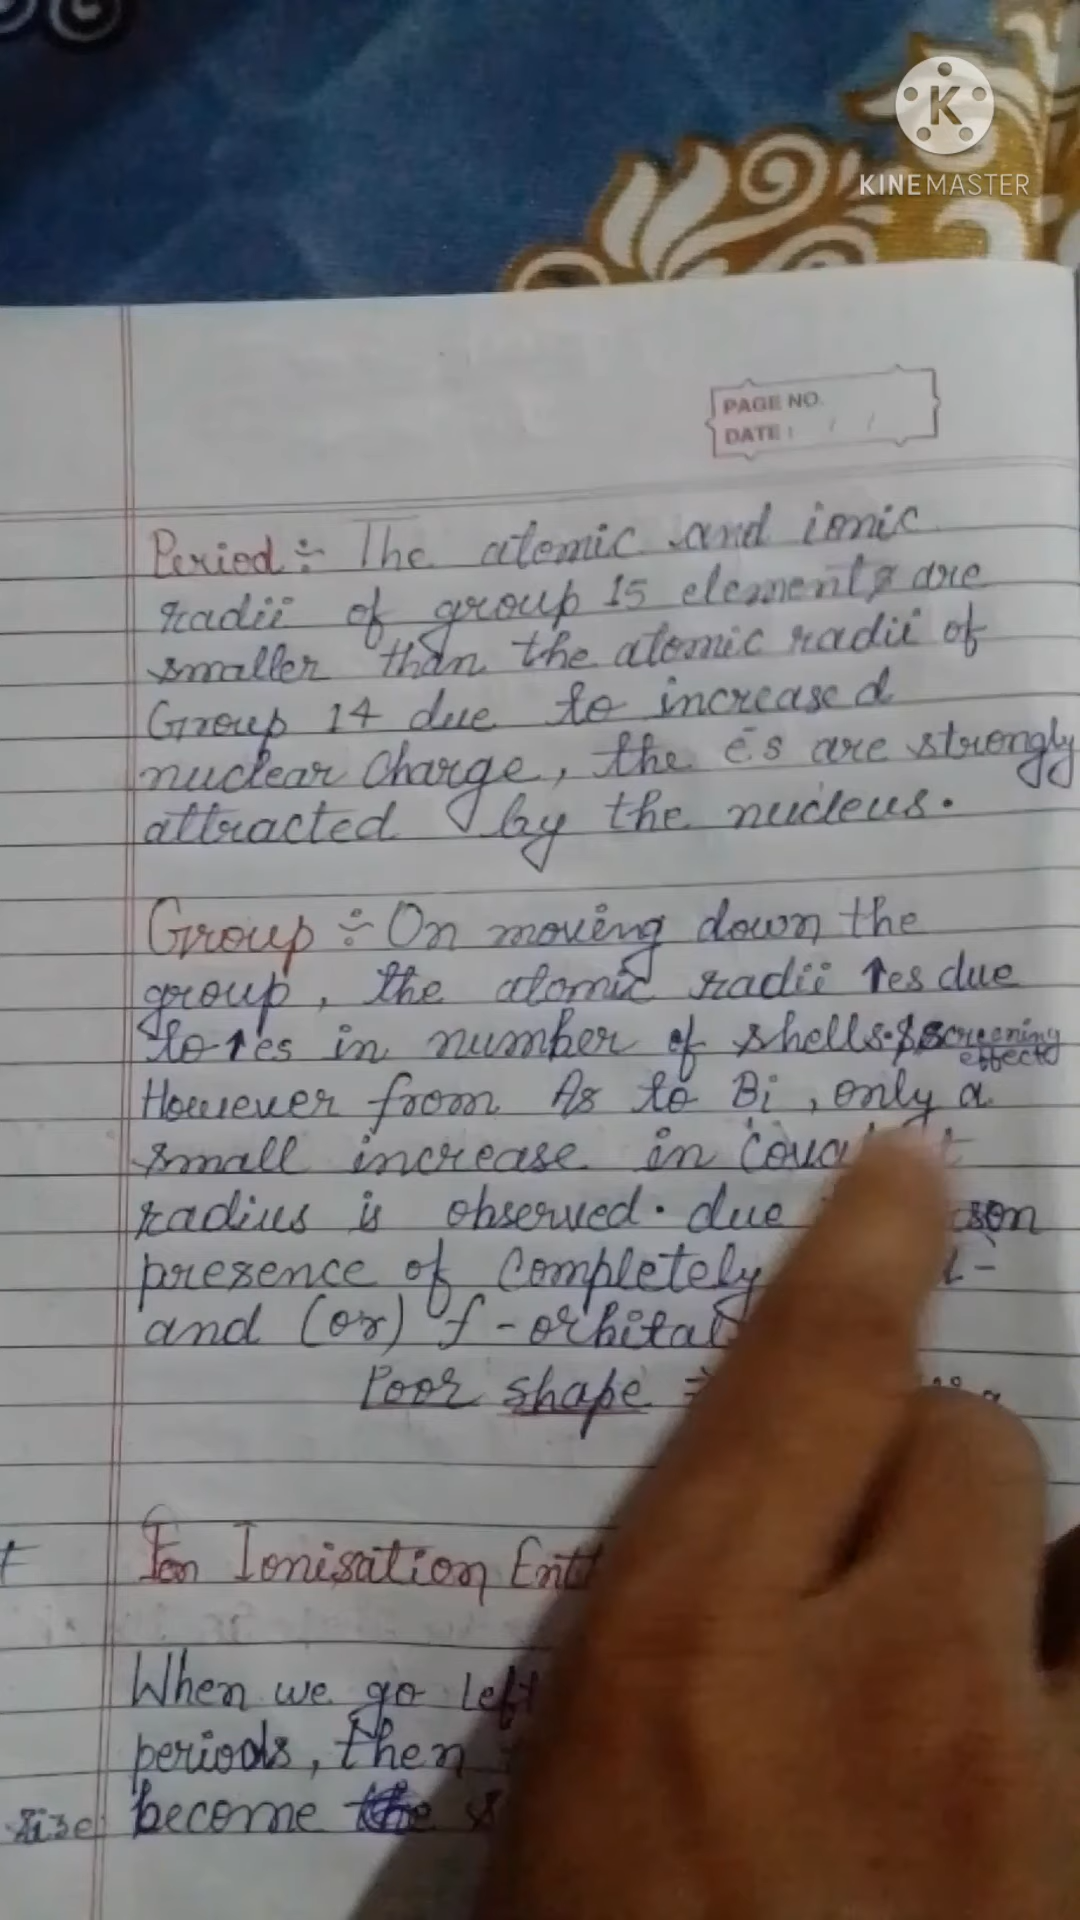 KINEMASTER
PAGE NO.
DATE : / /
Period ÷ The atomic and ionic
radii of group 15 elements are
smaller than the atomic radii of
Group 14 due to increased
nuclear charge, the ēs are strongly
attracted by the nucleus.
Group ÷ On moving down the
group, the atomic radii ↑es due
to ↑es in number of shells. & screening
effect
However from As to Bi, only a
small increase in
radius is observed. due
presence of completely
and (or) f-orbital
Poor shape
Ionisation
When we go left
periods, then
size become the